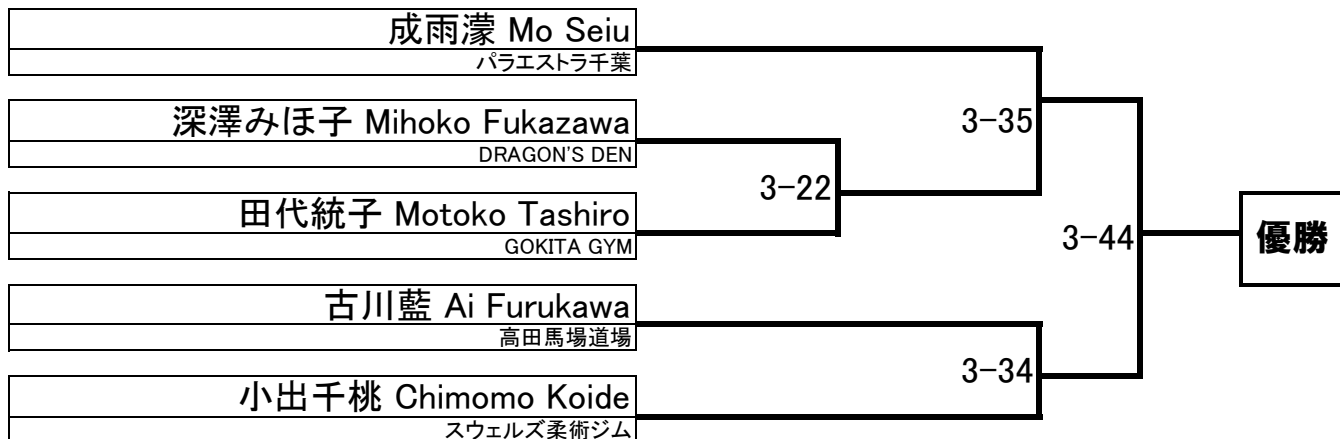 成雨濛 Mo Seiu
パラエストラ千葉
深澤みほ子 Mihoko Fukazawa
DRAGON'S DEN
3-35
3-22
田代統子 Motoko Tashiro
GOKITA GYM
3-44
優勝
古川藍 Ai Furukawa
高田馬場道場
3-34
小出千桃 Chimomo Koide
スウェルズ柔術ジム